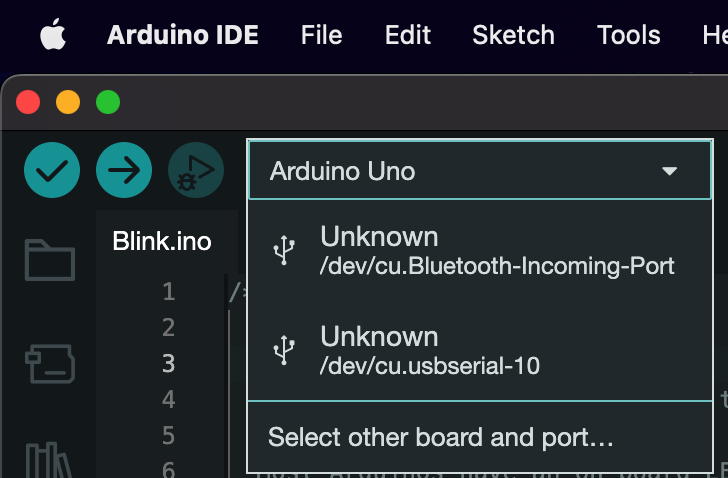 Arduino IDE File Edit Sketch Tools
Arduino Uno
Blink.ino
Unknown
/dev/cu.Bluetooth-Incoming-Port
Unknown
/dev/cu.usbserial-10
Select other board and port...
1
2
3
4
5
6